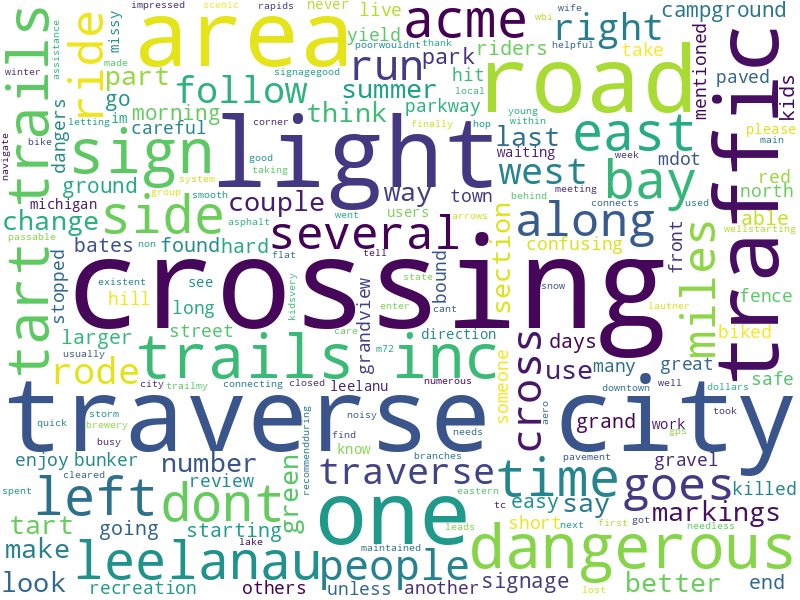 impressed
scenic
rapids
never
live
wife
wbi
campground
acme
right
area
ride
missy
yield
poorwouldnt
thank
helpful
take
assistance
made
run
park
riders
hit
signagegood
local
road
mentioned
traffic
kids
winter
part
follow
summer
parkway
paved
trails
go
im
morning
think
finally
hop
young
within
please
main
dangers
letting
careful
corner
light
east
last
waiting
week
mdot
navigate
bike
sign
good
taking
west
behind
meeting
connects
used
red
north
ground
system
group
smooth
couple
way
town
bay
michigan
side
asphalt
went
users
arrows
along
able
wellstarting
change
passable
bates
non
found
hard
flat
several
tell
section
confusing
front
miles
lautner
tart
stopped
existent
see
kidsvery
crossing
state
enter
cant
bound
snow
fence
hill
long
grandview
larger
street
care
m72
direction
cross
days
biked
usually
rode
trails inc
someone
use
many
great
safe
city
trailmy
connecting
closed
leelanu
numerous
downtown
well
dollars
quick
storm
brewery
noisy
needs
aero
grand
work
took
traverse
city
busy
find
pavement
gps
enjoy
bunker
number
know
branches
traverse
time
gravel
cleared
spent
review
green
recommendduring
eastern
tc
goes
killed
left
dont
one
easy
say
markings
tart
going
starting
short
next
first
got
needless
make
lake
leads
dangerous
look
leelanau
maintained
people
lost
recreation
others
unless
another
signage
better
end